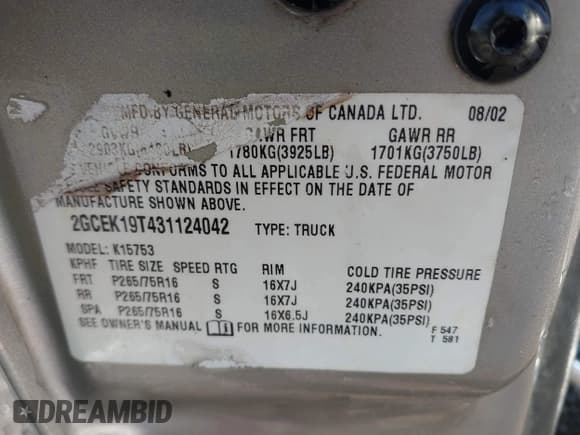 MFD BY GENERAL MOTORS OF CANADA LTD. 08/02
GVWR GAWR FRT GAWR RR
2903KG(6400LB) 1780KG(3925LB) 1701KG(3750LB)
VEHICLE CONFORMS TO ALL APPLICABLE U.S. FEDERAL MOTOR
SAFETY STANDARDS IN EFFECT ON THE DATE OF
MANUFACTURE SHOWN ABOVE.
2GCEK19T431124042 TYPE: TRUCK
MODEL: K15753
KPHF TIRE SIZE SPEED RTG RIM COLD TIRE PRESSURE
FRT P265/75R16 S 16X7J 240KPA(35PSI)
RR P265/75R16 S 16X7J 240KPA(35PSI)
SPA P265/75R16 S 16X6.5J 240KPA(35PSI)
SEE OWNER'S MANUAL FOR MORE INFORMATION. F 547
T 581
DREAMBID